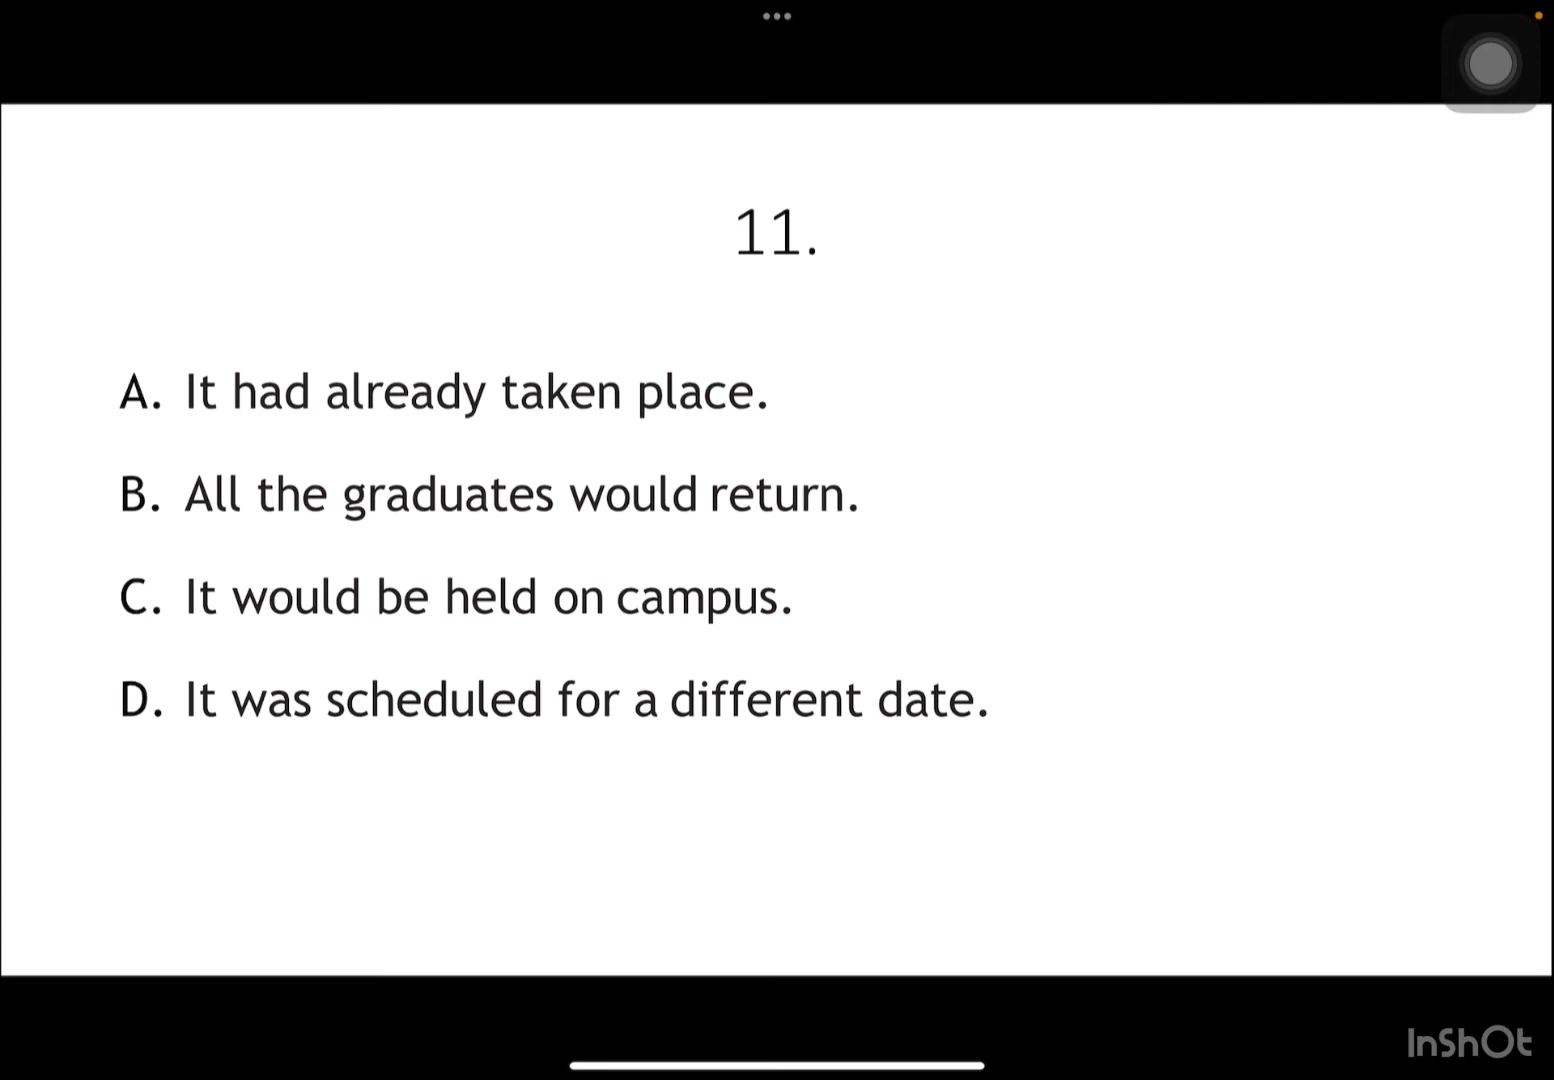 11.
A. It had already taken place.
B. All the graduates would return.
C. It would be held on campus.
D. It was scheduled for a different date.
InShOt